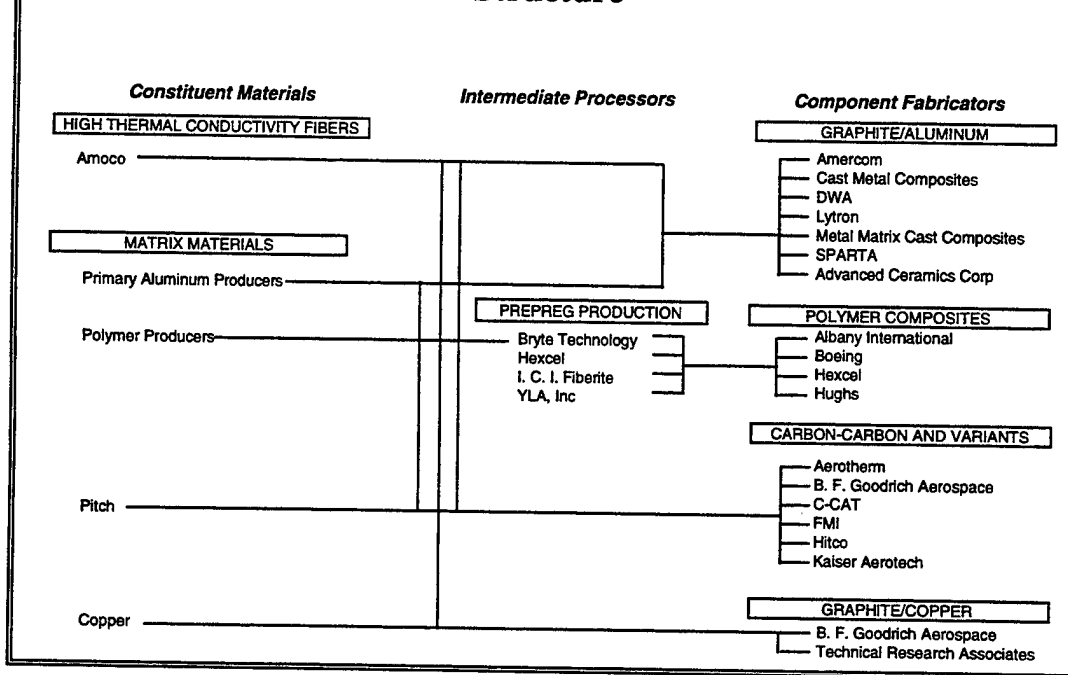 Structure
Constituent Materials
Intermediate Processors
Component Fabricators
HIGH THERMAL CONDUCTIVITY FIBERS
Amoco
MATRIX MATERIALS
Primary Aluminum Producers
Polymer Producers
Pitch
Copper
PREPREG PRODUCTION
Bryte Technology
Hexcel
I. C. I. Fiberite
YLA, Inc
GRAPHITE/ALUMINUM
Amercom
Cast Metal Composites
DWA
Lytron
Metal Matrix Cast Composites
SPARTA
Advanced Ceramics Corp
POLYMER COMPOSITES
Albany International
Boeing
Hexcel
Hughs
CARBON-CARBON AND VARIANTS
Aerotherm
B. F. Goodrich Aerospace
C-CAT
FMI
Hitco
Kaiser Aerotech
GRAPHITE/COPPER
B. F. Goodrich Aerospace
Technical Research Associates